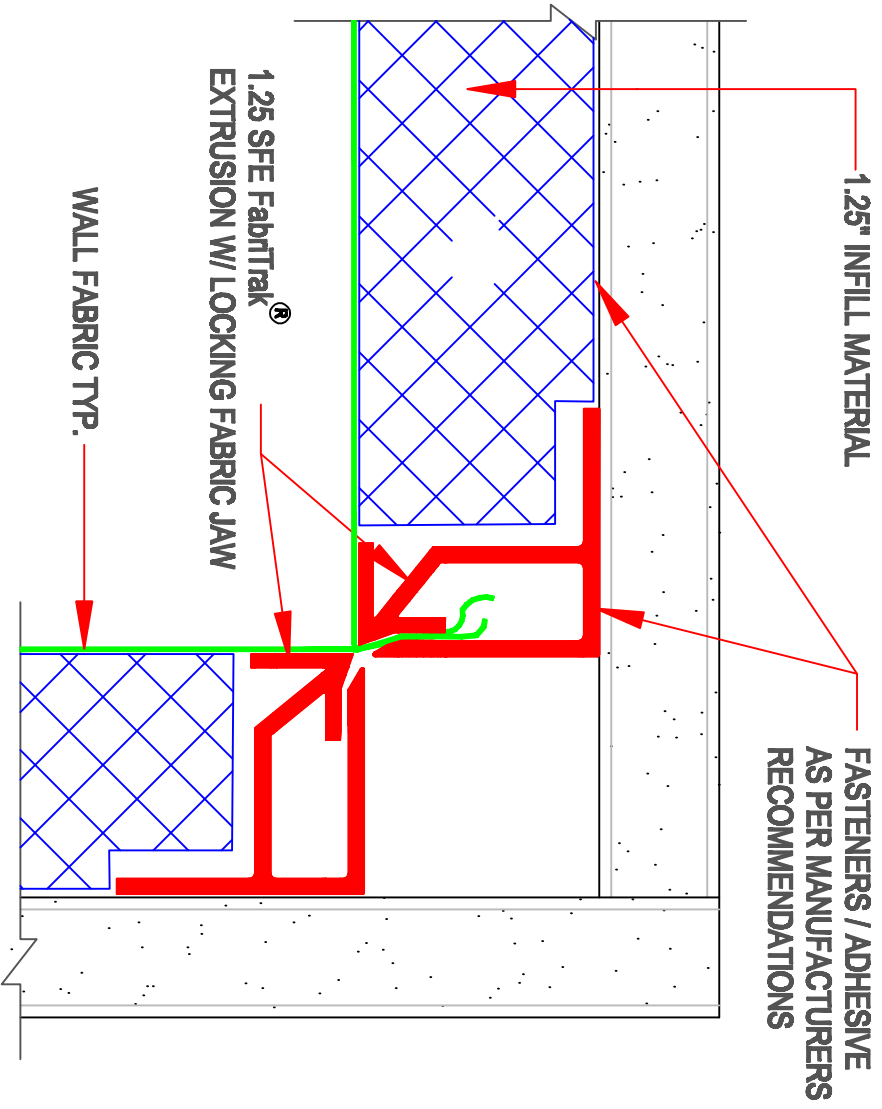 1.25" INFILL MATERIAL
FASTENERS / ADHESIVE
AS PER MANUFACTURERS
RECOMMENDATIONS
1.25 SFE FabriTrak®
EXTRUSION W/ LOCKING FABRIC JAW
WALL FABRIC TYP.